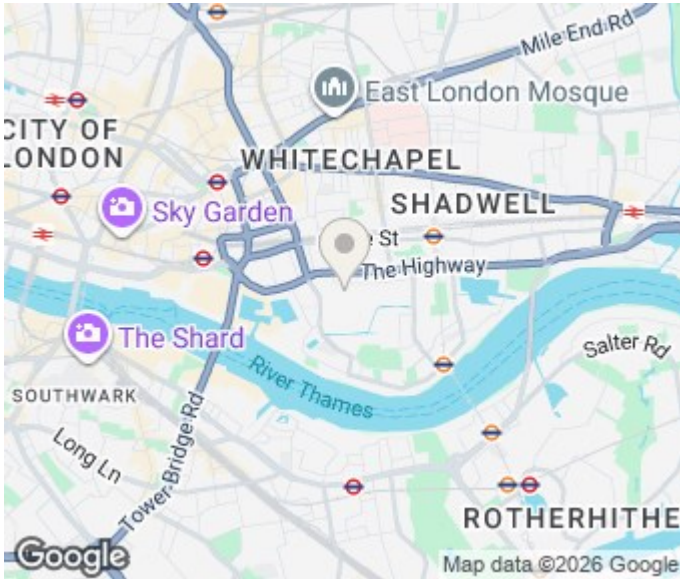 Mile End Rd
East London Mosque
CITY OF
LONDON
WHITECHAPEL
SHADWELL
Sky Garden
e St
The Highway
The Shard
River Thames
Salter Rd
SOUTHWARK
Tower Bridge Rd
Long Ln
ROTHERHITHE
Google
Map data ©2026 Google